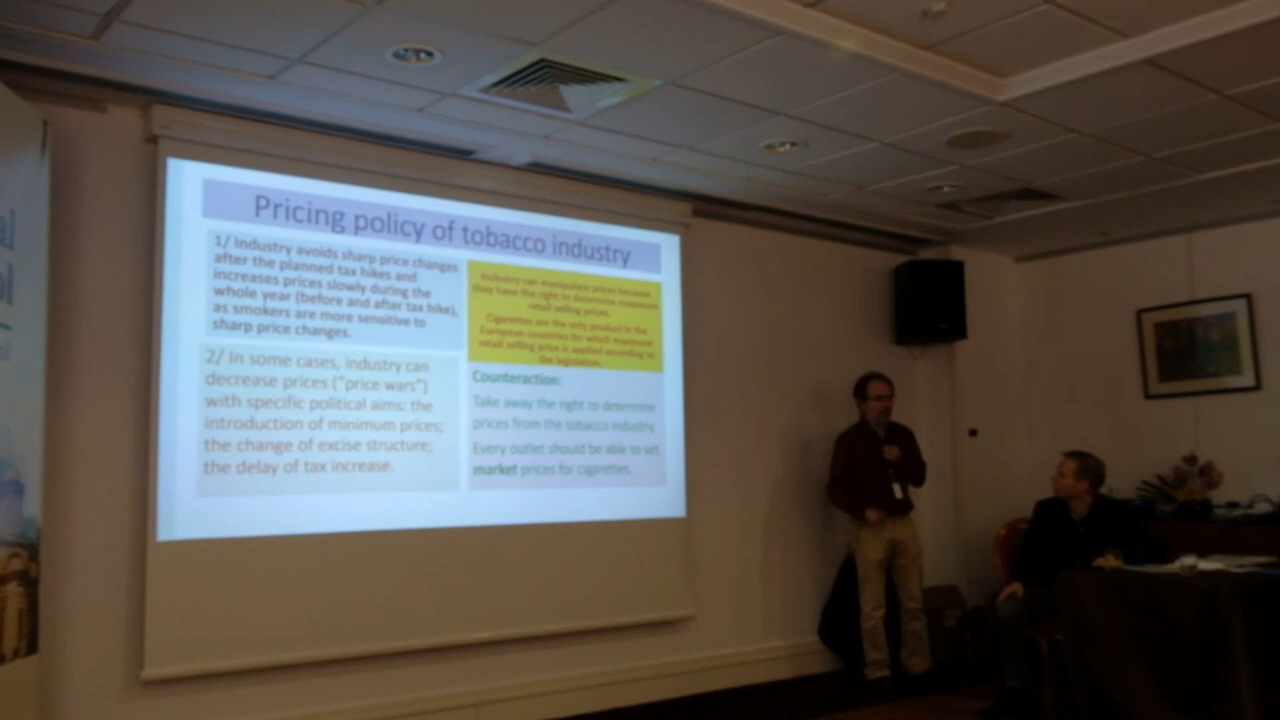 Pricing policy of tobacco industry
1/ Industry avoids sharp price changes
after the planned tax hikes and
increases prices slowly during the
whole year (before and after tax hike),
as smokers are more sensitive to
sharp price changes.
2/ In some cases, industry can
decrease prices ("price wars")
with specific political aims: the
introduction of minimum prices;
the change of excise structure;
the delay of tax increase.
Industry can manipulate prices because
they have the right to determine maximum
retail selling prices.
Cigarettes are the only product in the
European countries for which maximum
retail selling price is applied according to
the legislation.
Counteraction:
Take away the right to determine
prices from the tobacco industry.
Every outlet should be able to set
market prices for cigarettes.